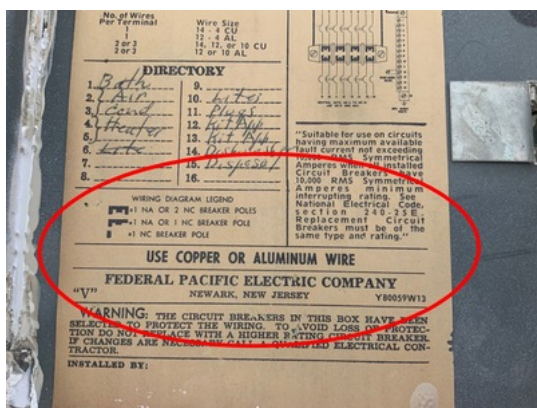 No. of Wires Per Terminal Wire Size
1 14 - 4 CU
1 12 - 4 AL
2 or 3 14, 12, or 10 CU
2 or 3 12 or 10 AL
DIRECTORY
1. Bath
2. Air
3. Cond
4. Heater
5.
6. Lite
7.
8.
9.
10. Lites
11. Plugs
12. Kit App
13. Kit App
14.
15. Disposal
16.
"Suitable for use on circuits
having maximum available
fault current not exceeding
10,000 RMS Symmetrical
Amperes when all installed
Circuit Breakers have
10,000 RMS Symmetrical
Amperes minimum
interrupting rating. See
National Electrical Code,
section 240-25E.
Replacement Circuit
Breakers must be of the
same type and rating."
WIRING DIAGRAM LEGEND
=1 NA OR 2 NC BREAKER POLES
=1 NA OR 1 NC BREAKER POLE
=1 NC BREAKER POLE
USE COPPER OR ALUMINUM WIRE
FEDERAL PACIFIC ELECTRIC COMPANY
"V" NEWARK, NEW JERSEY Y80059W13
WARNING: THE CIRCUIT BREAKERS IN THIS BOX HAVE BEEN
SELECTED TO PROTECT THE WIRING. TO AVOID LOSS OF PROTEC-
TION DO NOT REPLACE WITH A HIGHER RATING CIRCUIT BREAKER.
IF CHANGES ARE NECESSARY CALL A QUALIFIED ELECTRICAL CON-
TRACTOR.
INSTALLED BY: